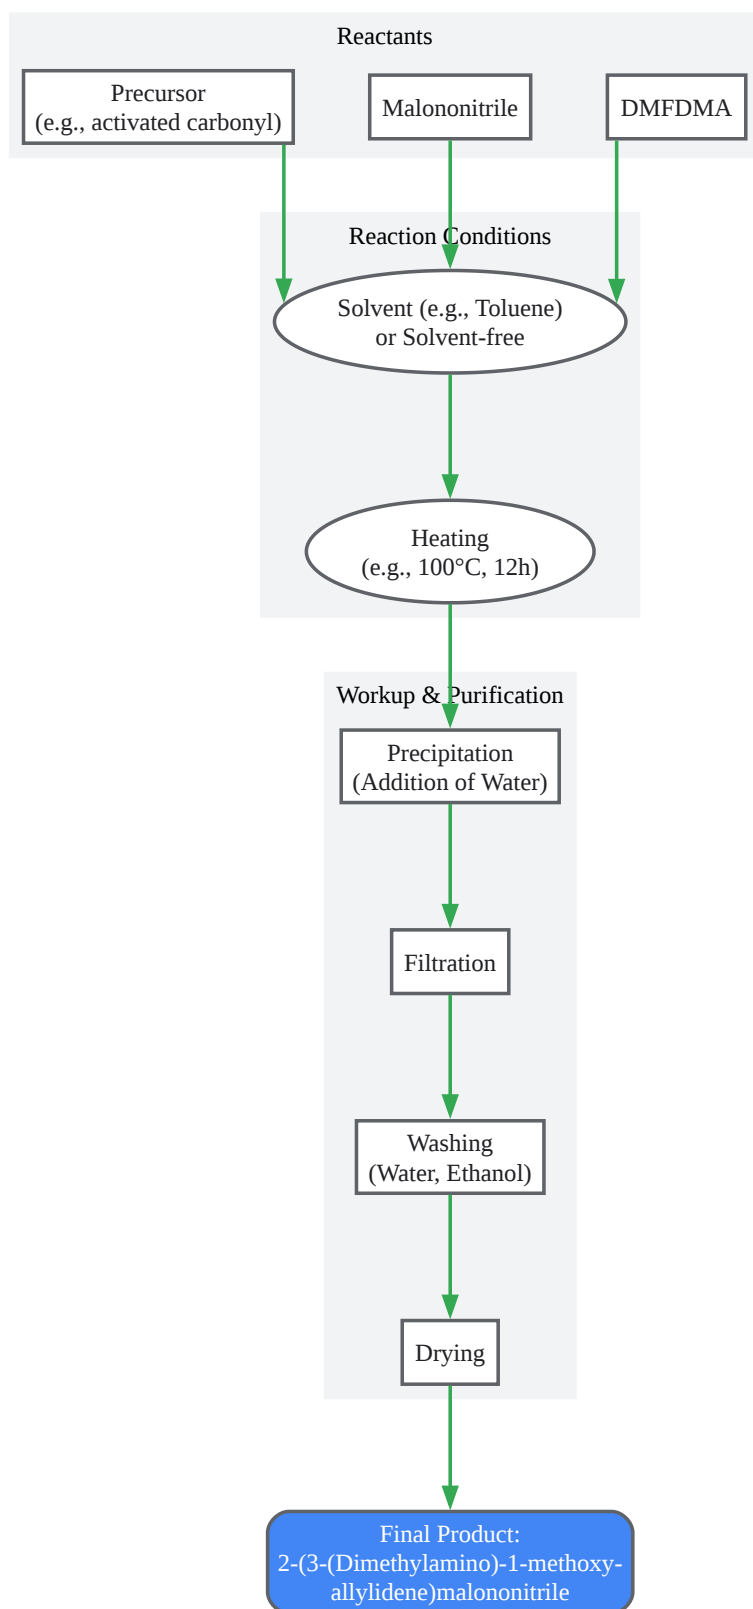 Reactants
Precursor
(e.g., activated carbonyl)
Malononitrile
DMFDMA
Reaction Conditions
Solvent (e.g., Toluene)
or Solvent-free
Heating
(e.g., 100°C, 12h)
Workup & Purification
Precipitation
(Addition of Water)
Filtration
Washing
(Water, Ethanol)
Drying
Final Product:
2-(3-(Dimethylamino)-1-methoxy-
allylidene)malononitrile